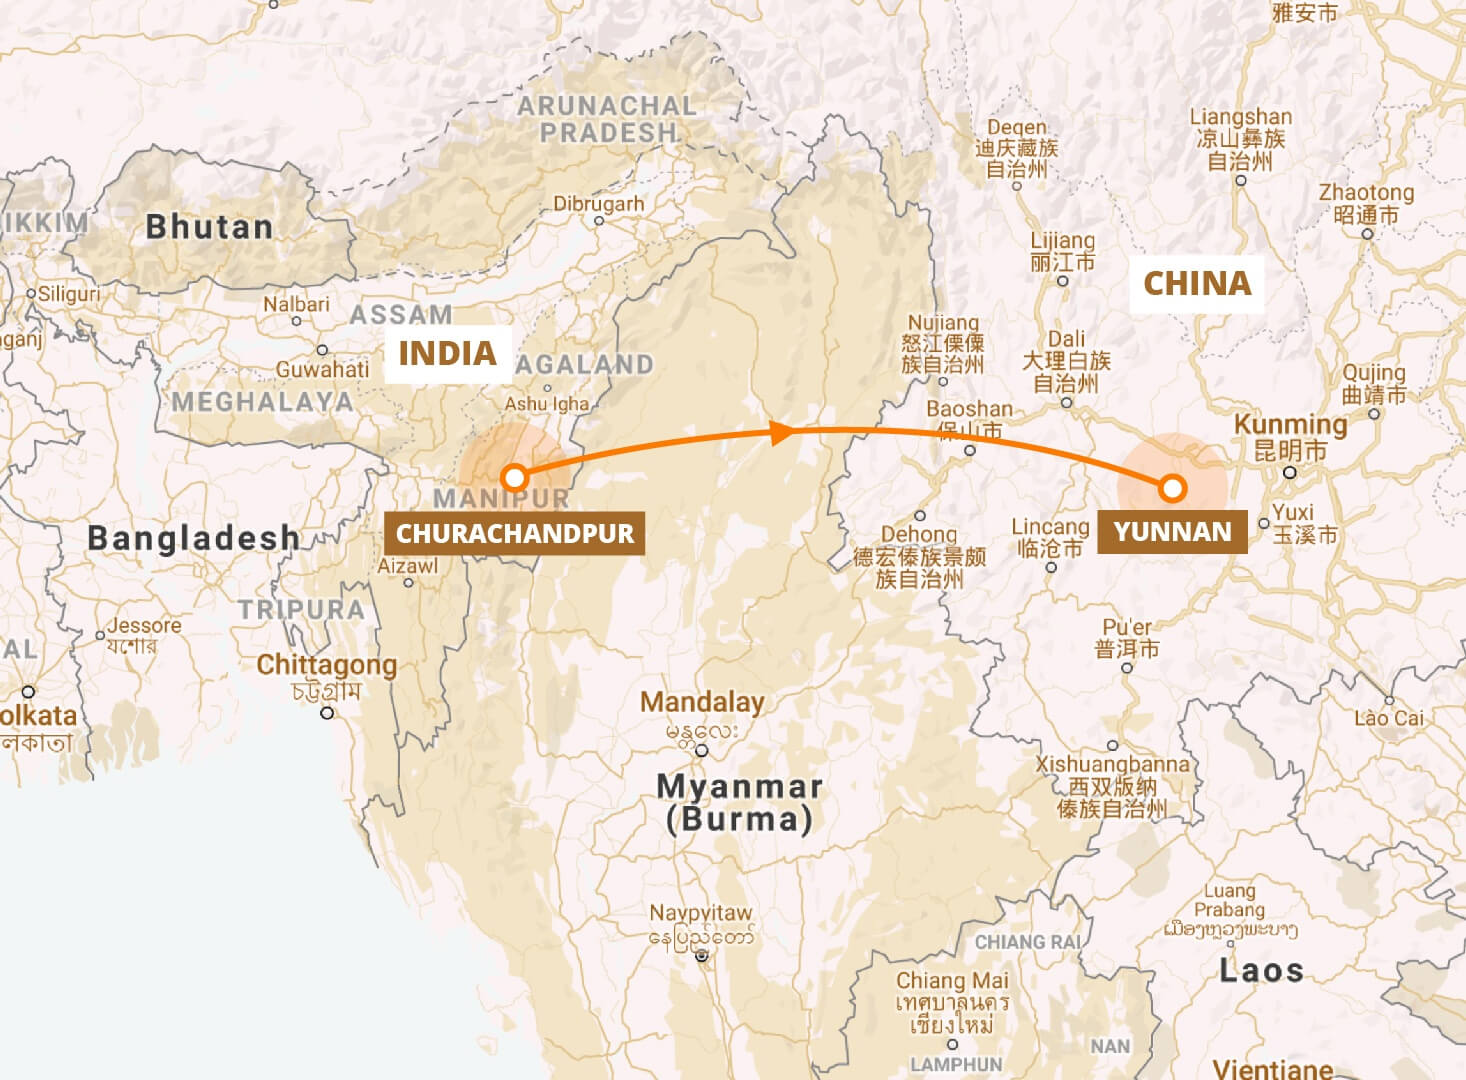 雅安市
ARUNACHAL
PRADESH
Deqen
迪庆藏族
自治州
Liangshan
凉山彝族
自治州
Zhaotong
昭通市
Dibrugarh
IKKIM
Bhutan
Lijiang
丽江市
CHINA
Siliguri
Nalbari
ASSAM
Nujiang
怒江傈僳
族自治州
Dali
大理白族
自治州
ganj
INDIA
AGALAND
Guwahati
Qujing
曲靖市
MEGHALAYA
Ashu Igha
Baoshan
保山市
Kunming
昆明市
MANIPUR
CHURACHANDPUR
YUNNAN
Bangladesh
Dehong
德宏傣族景颇
族自治州
Lincang
临沧市
Yuxi
玉溪市
Aizawl
TRIPURA
Jessore
যশোর
Pu'er
普洱市
AL
Chittagong
চট্টগ্রাম
Mandalay
မန္တလေး
olkata
লকাতা
Lào Cai
Xishuangbanna
西双版纳
傣族自治州
Myanmar
(Burma)
Luang
Prabang
ເມືອງຫຼວງພະບາງ
Naypyitaw
နေပြည်တော်
CHIANG RAI
Laos
Chiang Mai
เทศบาลนคร
เชียงใหม่
NAN
LAMPHUN
Vientiane